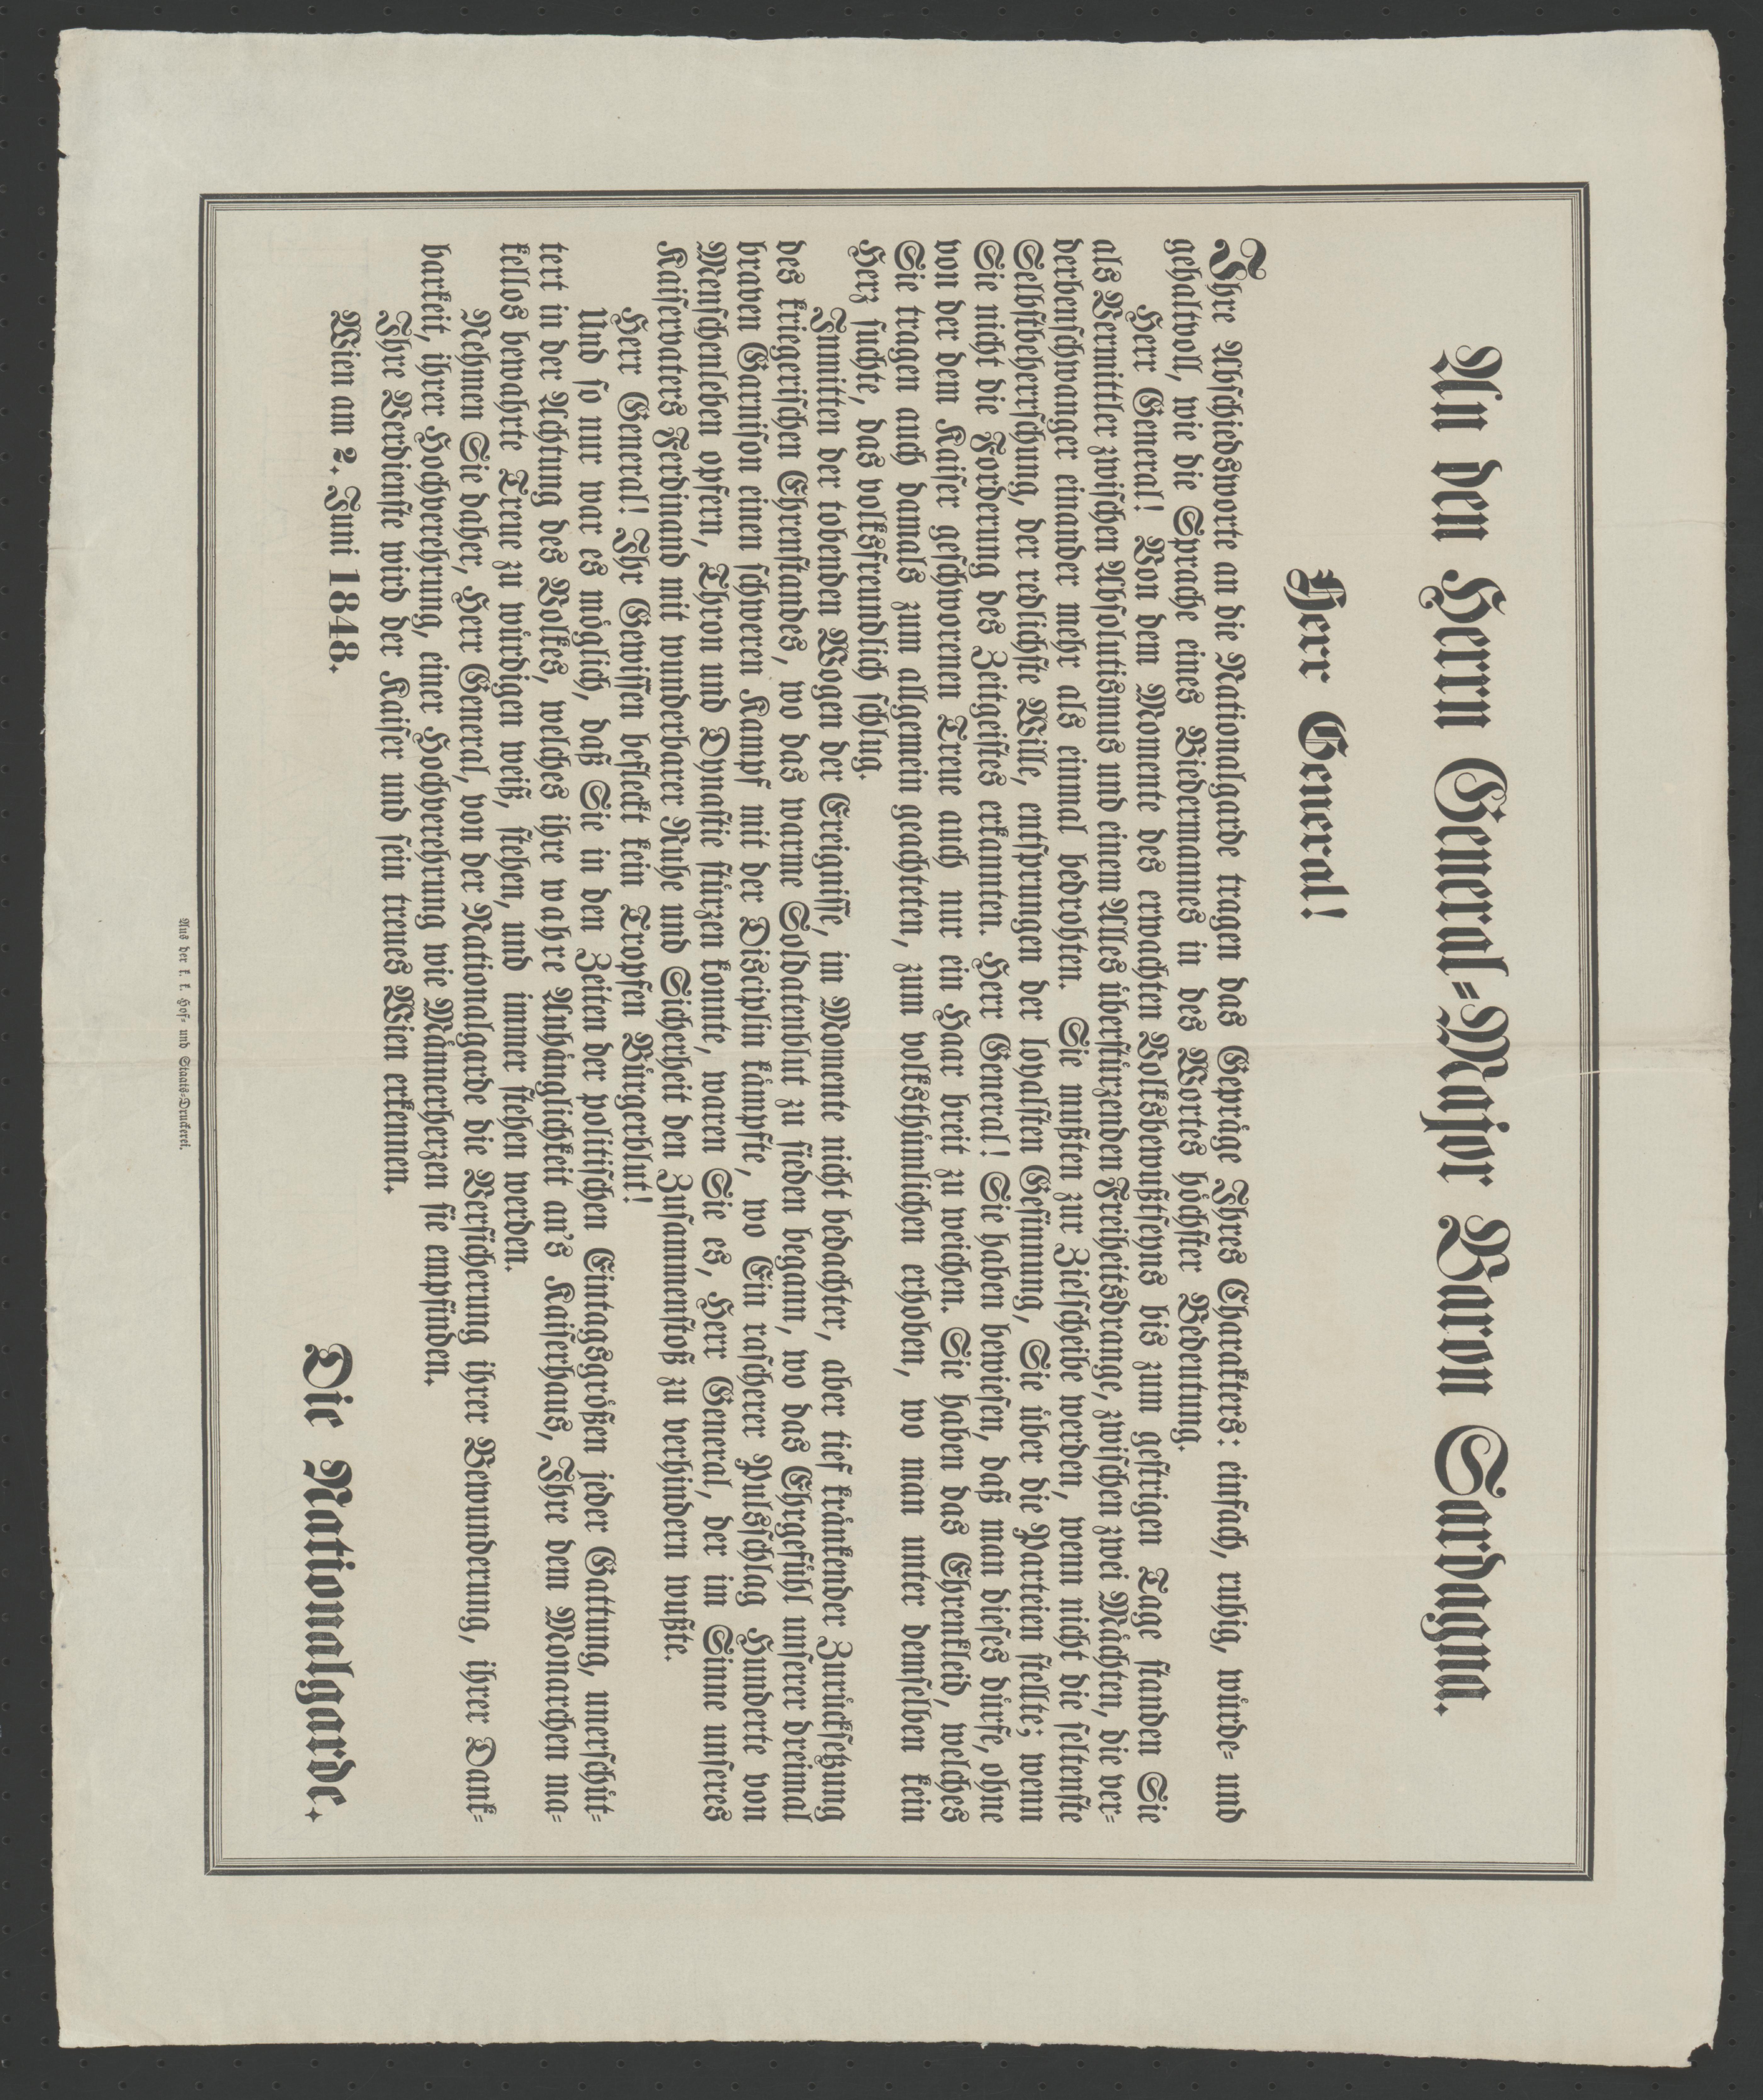 An den Herrn General-Major Baron Sardagna.
Herr General!
Ihre Abschiedsworte an die Nationalgarde tragen das Gepräge Ihres Charakters: einfach, ruhig, würde- und
gehaltvoll, wie die Sprache eines Biedermannes in des Wortes höchster Bedeutung.
Herr General! Von dem Momente des erwachten Volksbewußtseyns bis zum gestrigen Tage standen Sie
als Vermittler zwischen Absolutismus und einem Alles überstürzenden Freiheitsdrange, zwischen zwei Mächten, die ver-
derbenschwanger einander mehr als einmal bedrohten. Sie mußten zur Zielscheibe werden, wenn nicht die seltenste
Selbstbeherrschung, der redlichste Wille, entsprungen der loyalsten Gesinnung, Sie über die Parteien stellte; wenn
Sie nicht die Forderung des Zeitgeistes erkannten. Herr General! Sie haben bewiesen, daß man dieses dürfe, ohne
von der dem Kaiser geschworenen Treue auch nur ein Haar breit zu weichen. Sie haben das Ehrenkleid, welches
Sie tragen auch damals zum allgemein geachteten, zum volksthümlichen erhoben, wo man unter demselben kein
Herz suchte, das volksfreundlich schlug.
Inmitten der tobenden Wogen der Ereignisse, im Momente nicht bedachter, aber tief kränkender Zurücksetzung
des kriegerischen Ehrenstandes, wo das warme Soldatenblut zu sieden begann, wo das Ehrgefühl unserer dreimal
braven Garnison einen schweren Kampf mit der Disciplin kämpfte, wo Ein rascherer Pulsschlag Hunderte von
Menschenleben opfern, Thron und Dynastie stürzen konnte, waren Sie es, Herr General, der im Sinne unseres
Kaiservaters Ferdinand mit wunderbarer Ruhe und Sicherheit den Zusammenstoß zu verhindern wußte.
Herr General! Ihr Gewissen befleckt kein Tropfen Bürgerblut!
Und so nur war es möglich, daß Sie in den Zeiten der politischen Eintagsgrößen jeder Gattung, unerschüt-
tert in der Achtung des Volkes, welches ihre wahre Anhänglichkeit an's Kaiserhaus, Ihre dem Monarchen ma-
kellos bewahrte Treue zu würdigen weiß, stehen, und immer stehen werden.
Nehmen Sie daher, Herr General, von der Nationalgarde die Versicherung ihrer Bewunderung, ihrer Dank-
barkeit, ihrer Hochverehrung, einer Hochverehrung wie Männerherzen sie empfinden.
Ihre Verdienste wird der Kaiser und sein treues Wien erkennen.
Wien am 2. Juni 1848.
Die Nationalgarde.
Aus der k. k. Hof- und Staats-Druckerei.